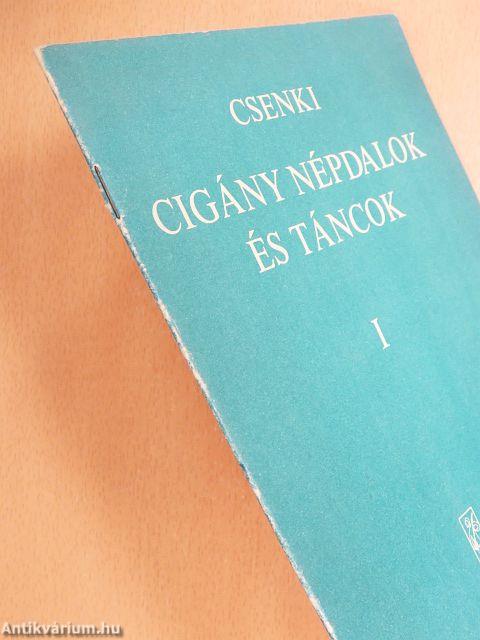 CSENKI
CIGÁNY NÉPDALOK
ÉS TÁNCOK
I
Antikvárium.hu